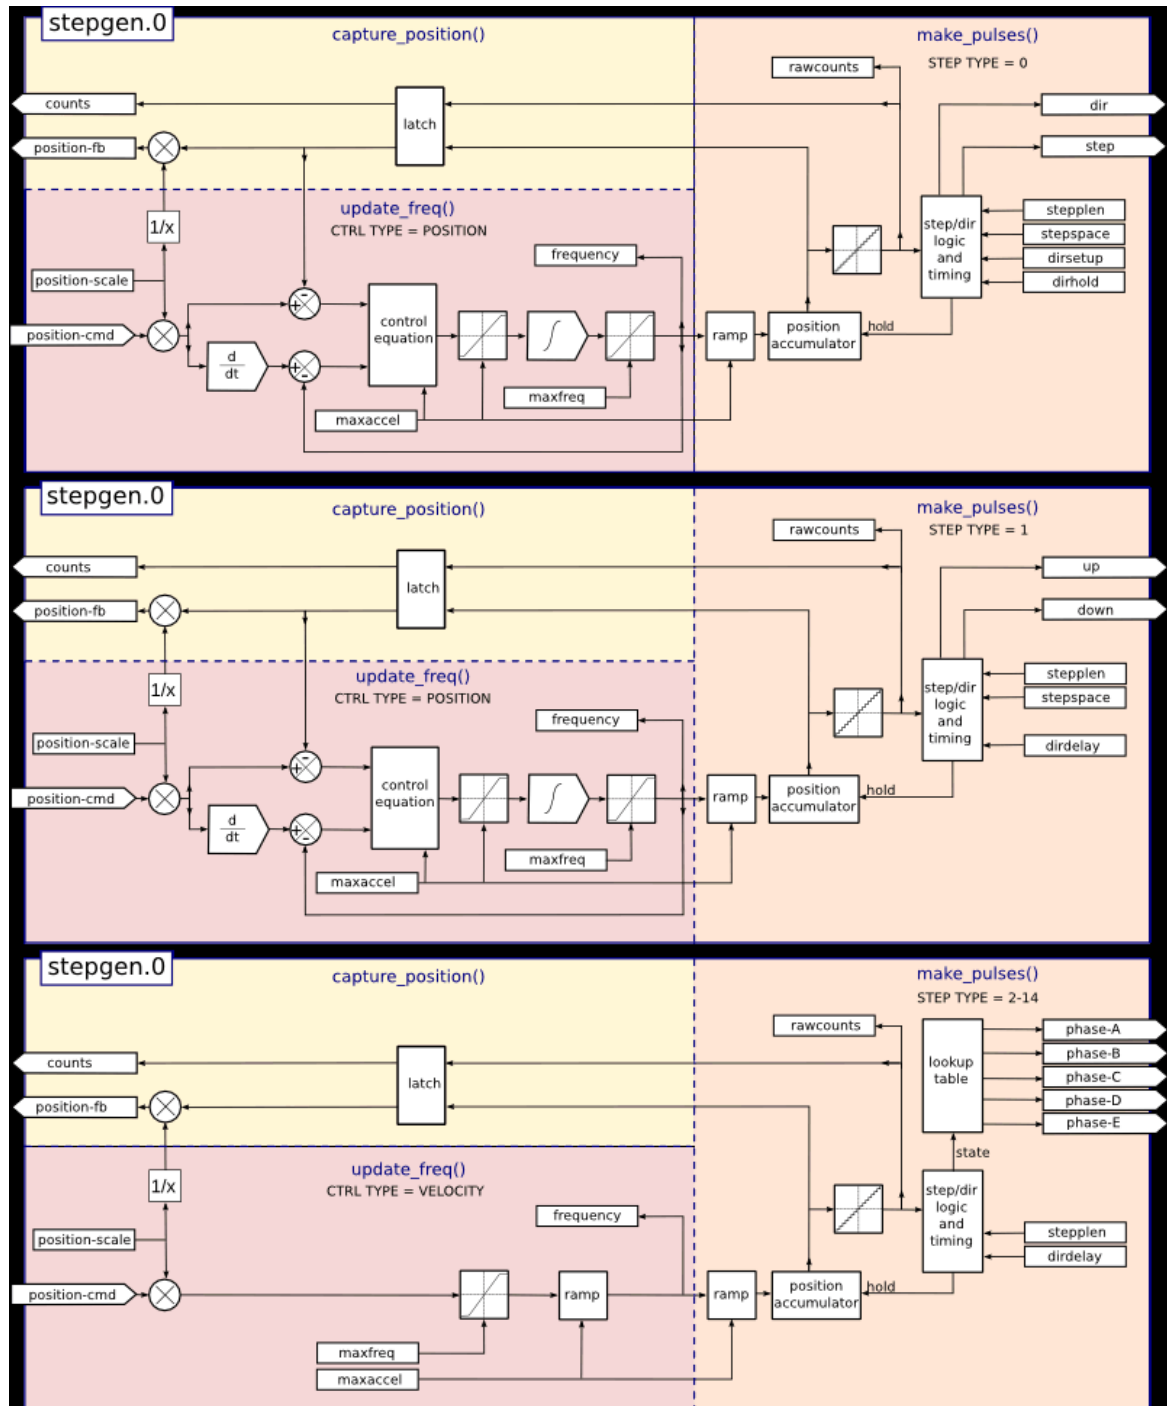 stepgen.0
capture_position()
make_pulses()
STEP TYPE = 0
rawcounts
counts
latch
dir
position-fb
step
update_freq()
CTRL TYPE = POSITION
1/x
frequency
step/dir
logic
and
timing
stepplen
stepspace
dirsetup
dirhold
position-scale
position-cmd
d
dt
control
equation
∫
ramp
position
accumulator
hold
maxfreq
maxaccel
stepgen.0
capture_position()
make_pulses()
STEP TYPE = 1
rawcounts
counts
latch
up
position-fb
down
update_freq()
CTRL TYPE = POSITION
1/x
frequency
step/dir
logic
and
timing
stepplen
stepspace
dirdelay
position-scale
position-cmd
d
dt
control
equation
∫
ramp
position
accumulator
hold
maxfreq
maxaccel
stepgen.0
capture_position()
make_pulses()
STEP TYPE = 2-14
rawcounts
counts
latch
lookup
table
phase-A
phase-B
phase-C
phase-D
phase-E
position-fb
state
update_freq()
CTRL TYPE = VELOCITY
1/x
frequency
step/dir
logic
and
timing
stepplen
dirdelay
position-scale
position-cmd
ramp
ramp
position
accumulator
hold
maxfreq
maxaccel